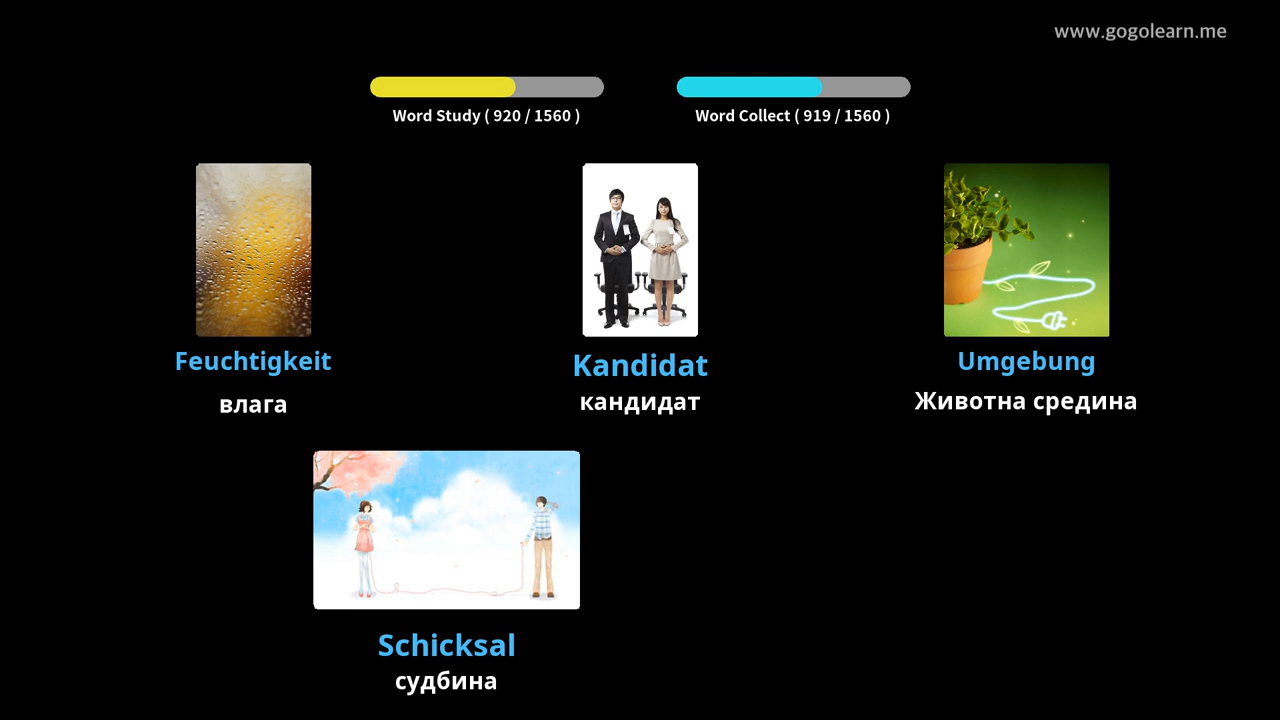 www.gogolearn.me
Word Study ( 920 / 1560 )
Word Collect ( 919 / 1560 )
Feuchtigkeit
влага
Kandidat
кандидат
Umgebung
Животна средина
Schicksal
судбина